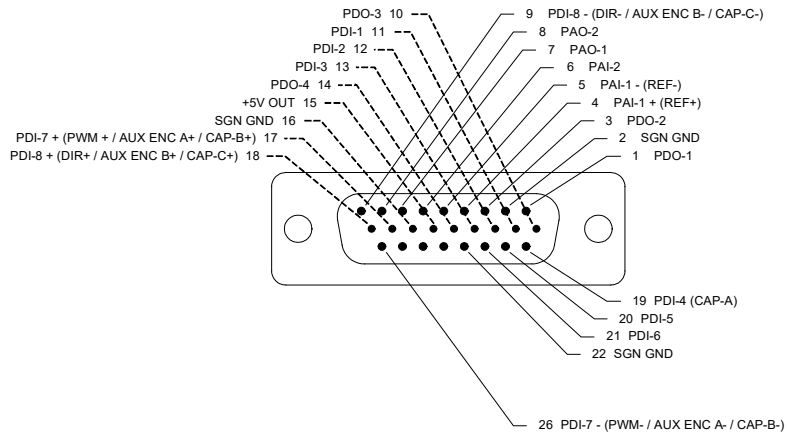 PDO-3 10
PDI-1 11
PDI-2 12
PDI-3 13
PDO-4 14
+5V OUT 15
SGN GND 16
PDI-7 + (PWM + / AUX ENC A+ / CAP-B+) 17
PDI-8 + (DIR+ / AUX ENC B+ / CAP-C+) 18
9 PDI-8 - (DIR- / AUX ENC B- / CAP-C-)
8 PAO-2
7 PAO-1
6 PAI-2
5 PAI-1 - (REF-)
4 PAI-1 + (REF+)
3 PDO-2
2 SGN GND
1 PDO-1
19 PDI-4 (CAP-A)
20 PDI-5
21 PDI-6
22 SGN GND
26 PDI-7 - (PWM- / AUX ENC A- / CAP-B-)